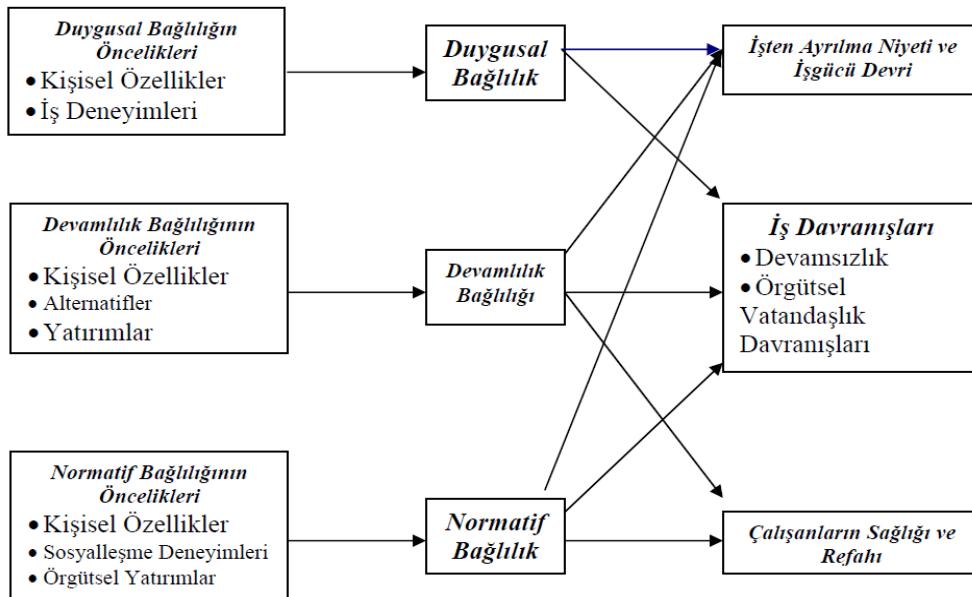 Duygusal Bağlılığın
Öncelikleri
• Kişisel Özellikler
• İş Deneyimleri
Duygusal
Bağlılık
İşten Ayrılma Niyeti ve
İşgücü Devri
Devamlılık Bağlılığının
Öncelikleri
• Kişisel Özellikler
• Alternatifler
• Yatırımlar
Devamlılık
Bağlılığı
İş Davranışları
• Devamsızlık
• Örgütsel
Vatandaşlık
Davranışları
Normatif Bağlılığının
Öncelikleri
• Kişisel Özellikler
• Sosyalleşme Deneyimleri
• Örgütsel Yatırımlar
Normatif
Bağlılık
Çalışanların Sağlığı ve
Refahı